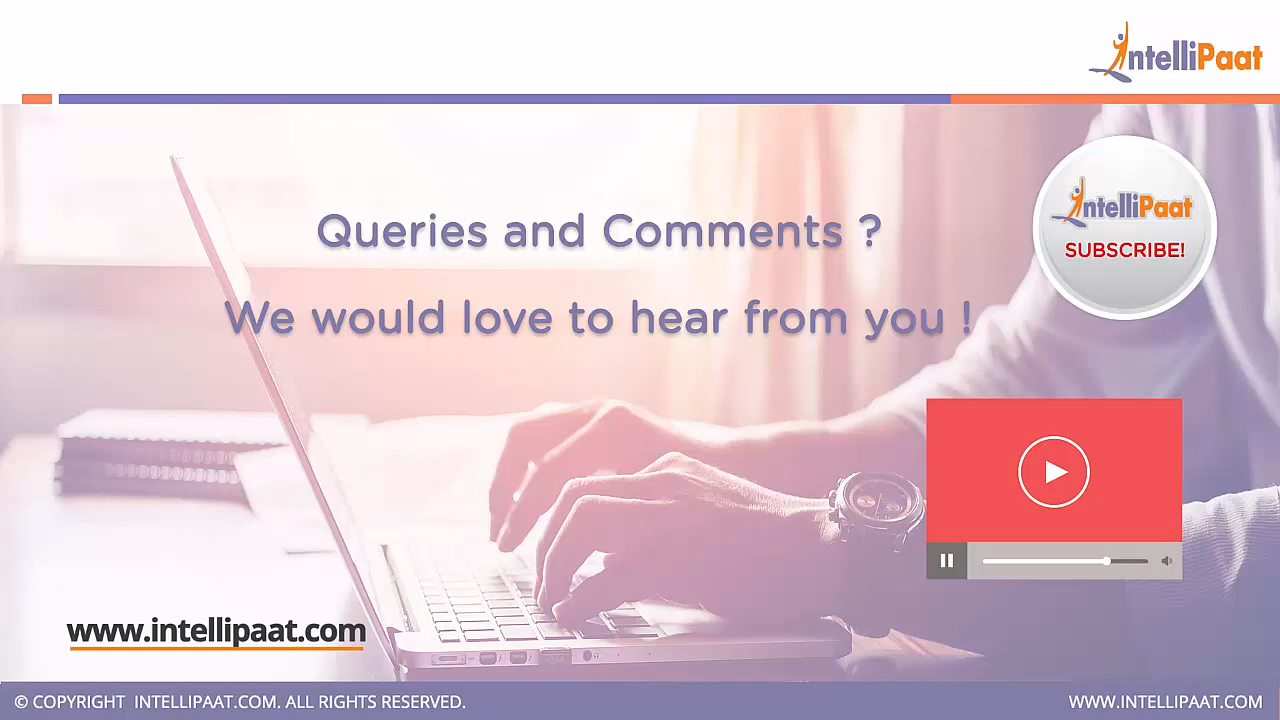 IntelliPaat
Queries and Comments ?
We would love to hear from you !
IntelliPaat
SUBSCRIBE!
www.intellipaat.com
© COPYRIGHT INTELLIPAAT.COM. ALL RIGHTS RESERVED.
WWW.INTELLIPAAT.COM